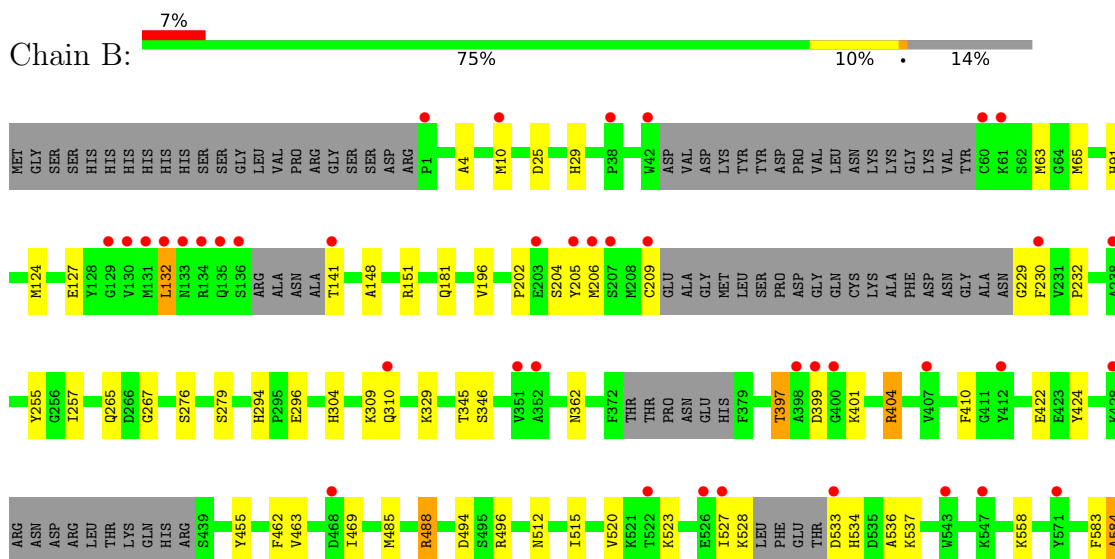 7%
Chain B:
75% 10% • 14%
MET GLY SER SER HIS HIS HIS HIS HIS HIS SER SER GLY LEU VAL PRO ARG GLY SER SER ASP ARG P1 A4 M10 D25 H29 P38 W42 ASP VAL ASP LYS TYR TYR ASP PRO VAL LEU ASN LYS LYS GLY LYS VAL TYR C60 K61 S62 M63 G64 M65 H91
M124 E127 Y128 G129 V130 M131 L132 N133 R134 Q135 S136 ARG ALA ASN ALA T141 A148 R151 Q181 V196 P202 E203 S204 Y205 M206 S207 M208 C209 GLU ALA GLY MET LEU SER PRO ASP GLY GLN CYS LYS ALA PHE ASP ASN GLY ALA ASN G229 F230 V231 P232 A238
Y255 G256 I257 Q265 D266 G267 S276 S279 H294 P295 E296 H304 K309 Q310 K329 T345 S346 V351 A352 N362 F372 THR THR PRO ASN GLU HIS F379 T397 A398 D399 G400 K401 R404 V407 F410 G411 Y412 E422 E423 Y424 K428
ARG ASN ASP ARG LEU THR LYS GLN HIS ARG S439 Y455 F462 V463 D468 I469 M485 R488 D494 S495 R496 N512 I515 V520 K521 T522 K523 E526 I527 K528 LEU PHE GLU THR D533 H534 D535 A536 K537 W543 K547 K558 Y571 F583 A584